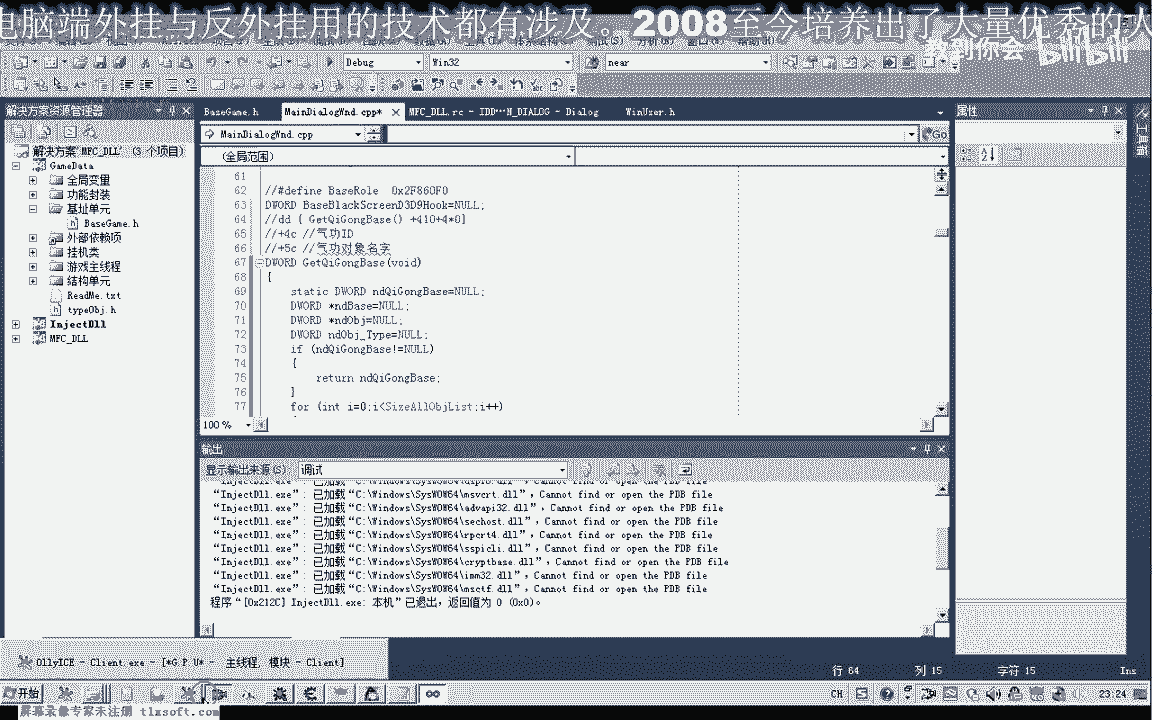 电脑端外挂与反外挂用的技术都有涉及。2008至今培养出了大量优秀的人
教到你会 bilibili
Debug Win32 near
解决方案资源管理器
BaseGame.h MainDialogWnd.cpp* MFC_DLL.rc - IDD···N_DIALOG - Dialog WinUser.h
属性
工具箱
MainDialogWnd.cpp Go
(全局范围)
解决方案"MFC_DLL" (3 个项目)
GameData
全局变量
功能封装
基址单元
BaseGame.h
外部依赖项
挂机类
游戏主线程
结构单元
ReadMe.txt
typeObj.h
InjectDll
MFC_DLL
61
62 //#define BaseRole 0x2F860F0
63 DWORD BaseBlackScreenD3D9Hook=NULL;
64 //dd [ GetQiGongBase() +410+4*0]
65 //+4c //气功ID
66 //+5c //气功对象名字
67 DWORD GetQiGongBase(void)
68 {
69 static DWORD ndQiGongBase=NULL;
70 DWORD *ndBase=NULL;
71 DWORD *ndObj=NULL;
72 DWORD ndObj_Type=NULL;
73 if (ndQiGongBase!=NULL)
74 {
75 return ndQiGongBase;
76 }
77 for (int i=0;i<SizeAllObjList;i++)
100 %
输出
显示输出来源(S): 调试
"InjectDll.exe": 已加载"C:\Windows\SysWOW64\msvcrt.dll", Cannot find or open the PDB file
"InjectDll.exe": 已加载"C:\Windows\SysWOW64\advapi32.dll", Cannot find or open the PDB file
"InjectDll.exe": 已加载"C:\Windows\SysWOW64\sechost.dll", Cannot find or open the PDB file
"InjectDll.exe": 已加载"C:\Windows\SysWOW64\rpcrt4.dll", Cannot find or open the PDB file
"InjectDll.exe": 已加载"C:\Windows\SysWOW64\sspicli.dll", Cannot find or open the PDB file
"InjectDll.exe": 已加载"C:\Windows\SysWOW64\cryptbase.dll", Cannot find or open the PDB file
"InjectDll.exe": 已加载"C:\Windows\SysWOW64\imm32.dll", Cannot find or open the PDB file
"InjectDll.exe": 已加载"C:\Windows\SysWOW64\msctf.dll", Cannot find or open the PDB file
程序"[0x212C] InjectDll.exe: 本机"已退出，返回值为 0 (0x0)。
OllyICE - Client.exe - [*G P U* - 主线程, 模块 - Client]
行 64 列 15 字符 15 Ins
开始 CH 23:24
屏幕录像专家未注册 tlxsoft.com